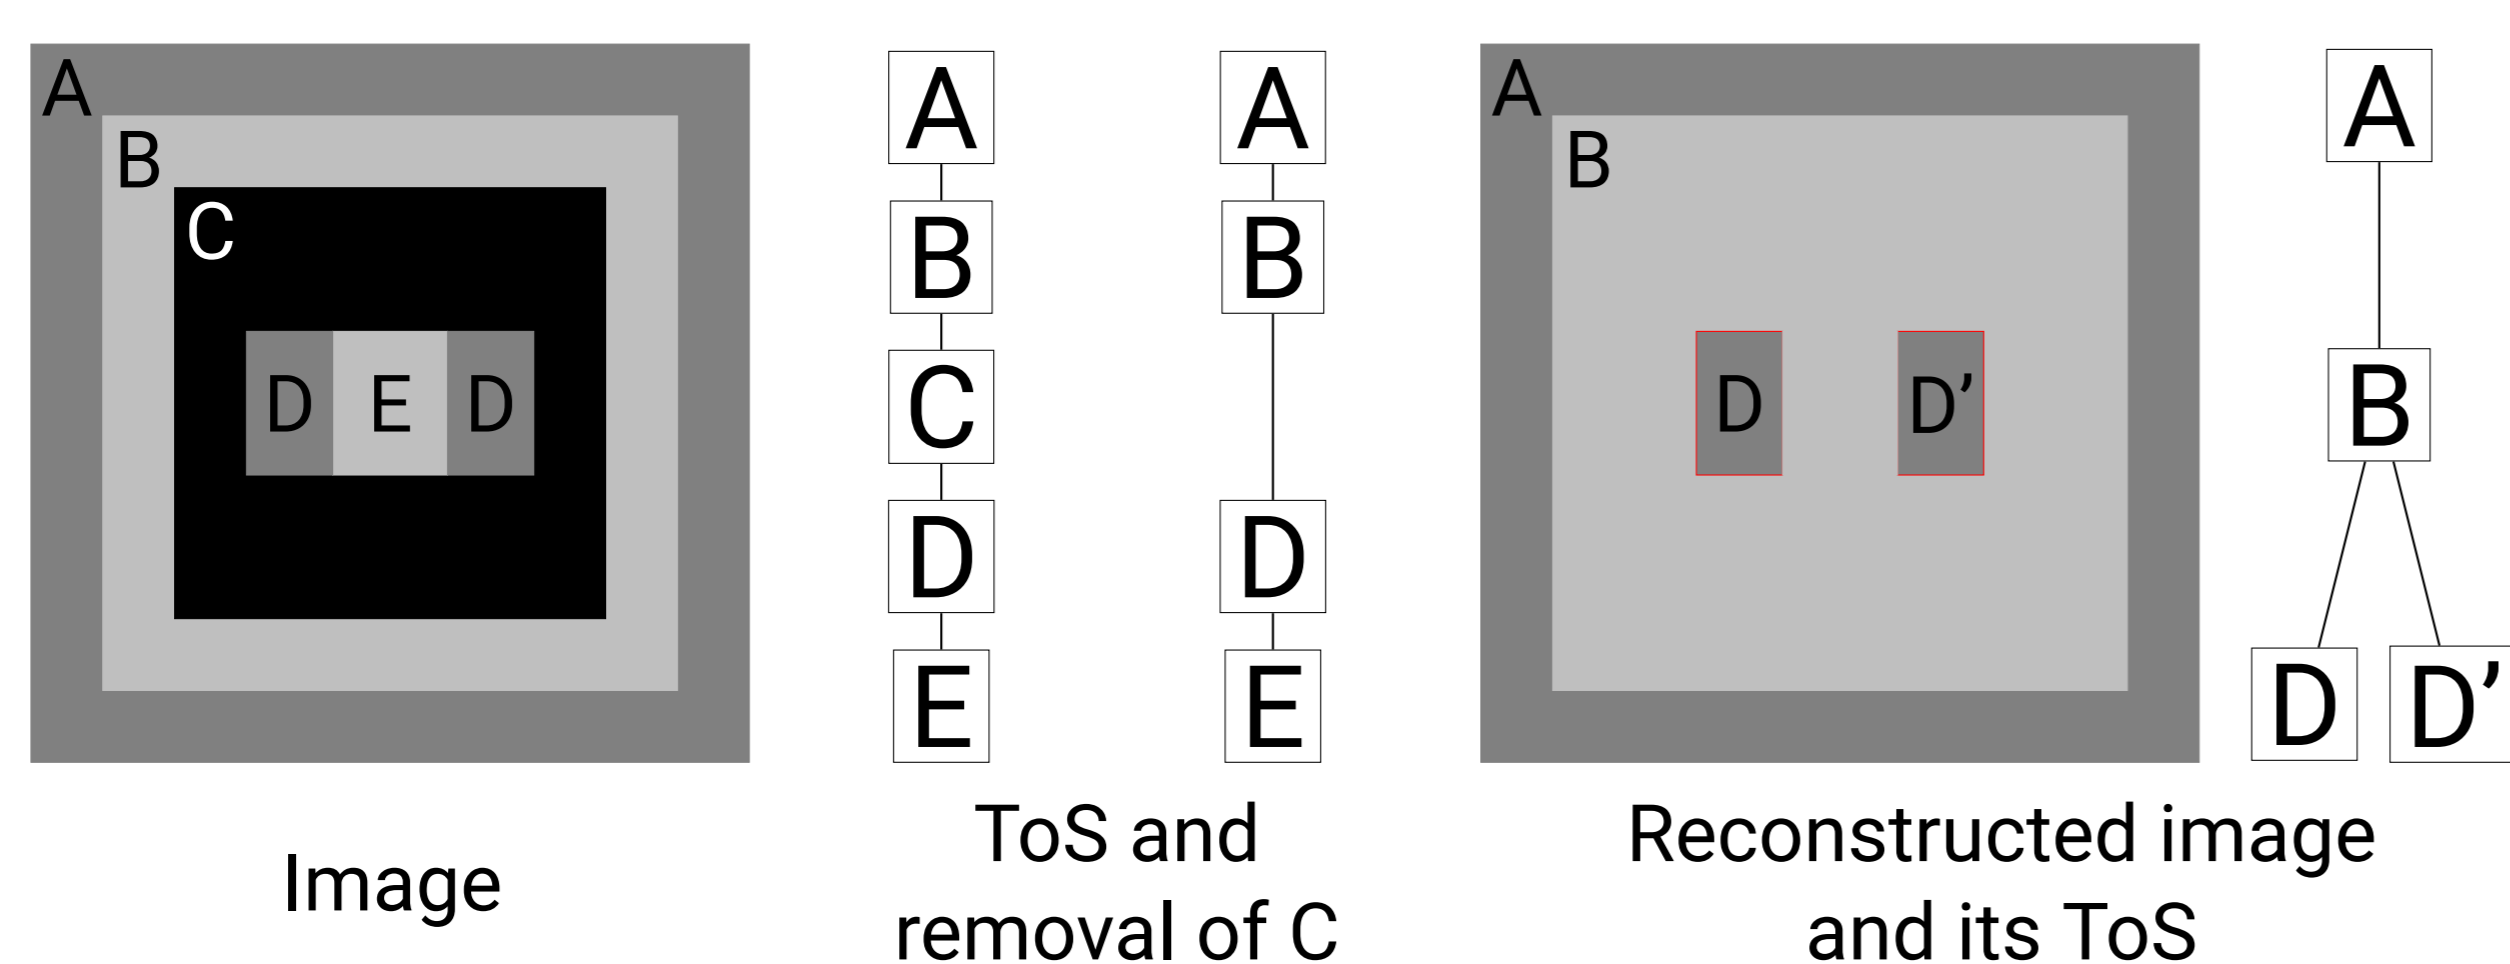 A
B
C
D E D
Image
A
B
C
D
E
A
B
D
E
ToS and
removal of C
A
B
D D’
A
B
D D’
Reconstructed image
and its ToS